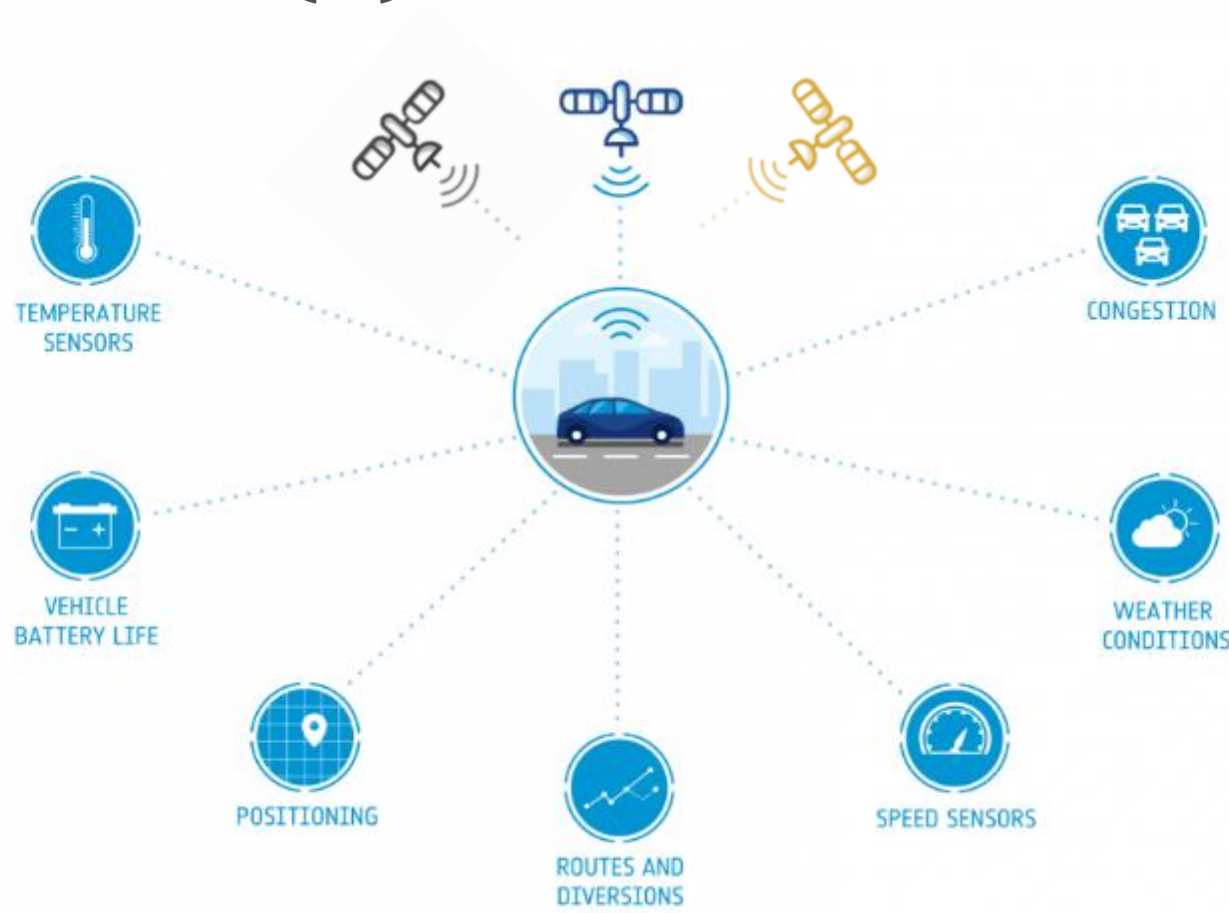 TEMPERATURE
SENSORS
CONGESTION
VEHICLE
BATTERY LIFE
WEATHER
CONDITIONS
POSITIONING
SPEED SENSORS
ROUTES AND
DIVERSIONS